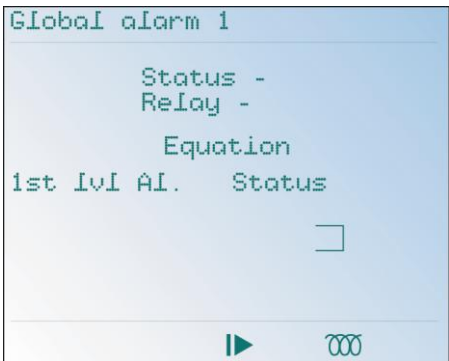 Global alarm 1
Status -
Relay -
Equation
1st lvl Al. Status